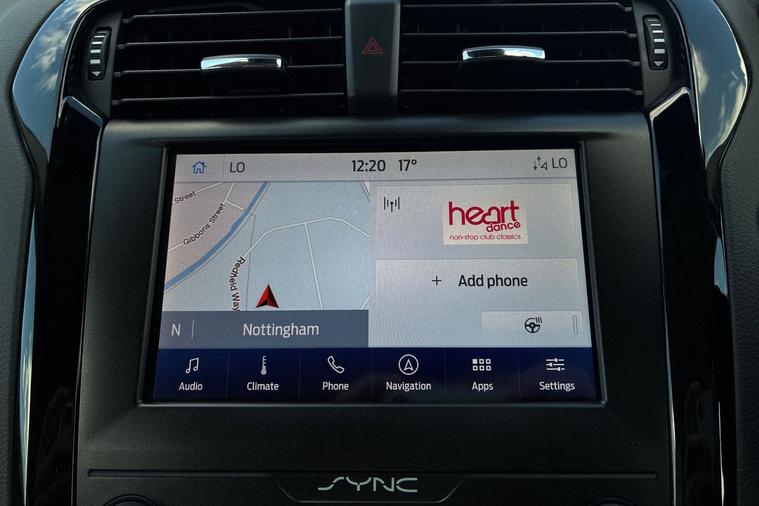 LO
12:20 17°
LO
Street
Gibbons Street
Redfield Way
heart
dance
non-stop club classics
+ Add phone
N
Nottingham
Audio
Climate
Phone
Navigation
Apps
Settings
SYNC